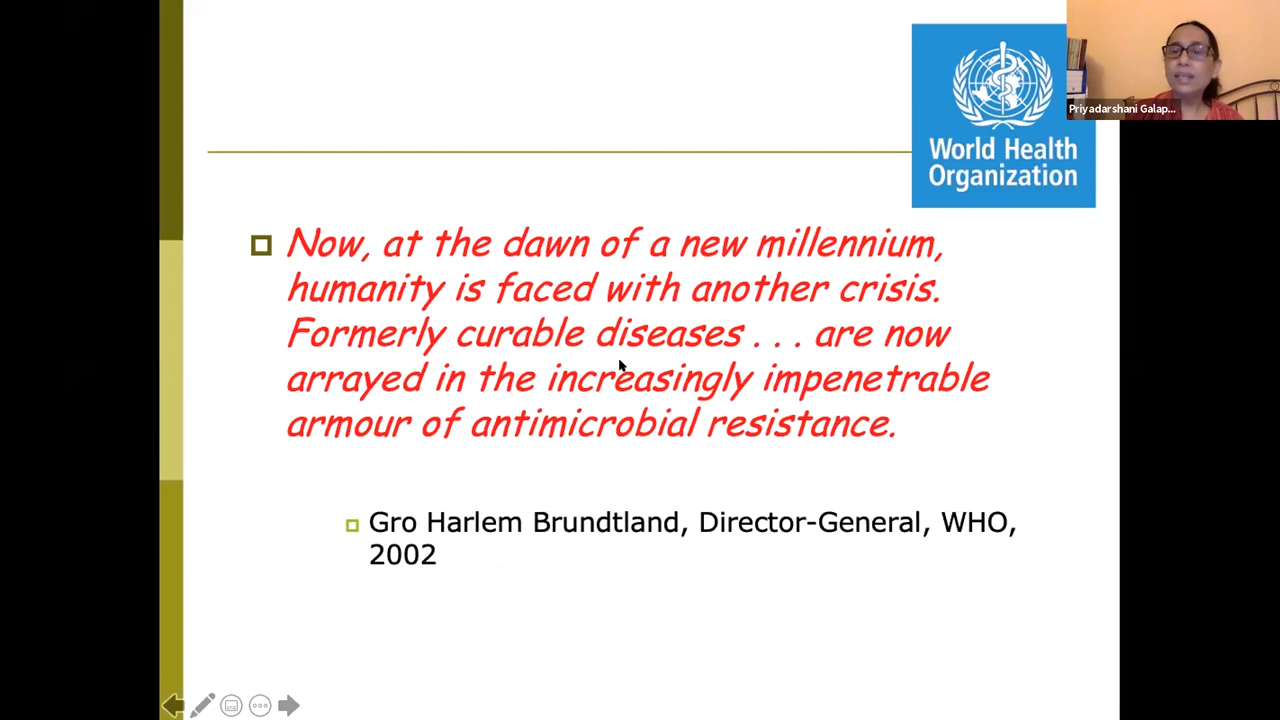 World Health
Organization
Priyadarshani Galap...
Now, at the dawn of a new millennium,
humanity is faced with another crisis.
Formerly curable diseases . . . are now
arrayed in the increasingly impenetrable
armour of antimicrobial resistance.
Gro Harlem Brundtland, Director-General, WHO,
2002